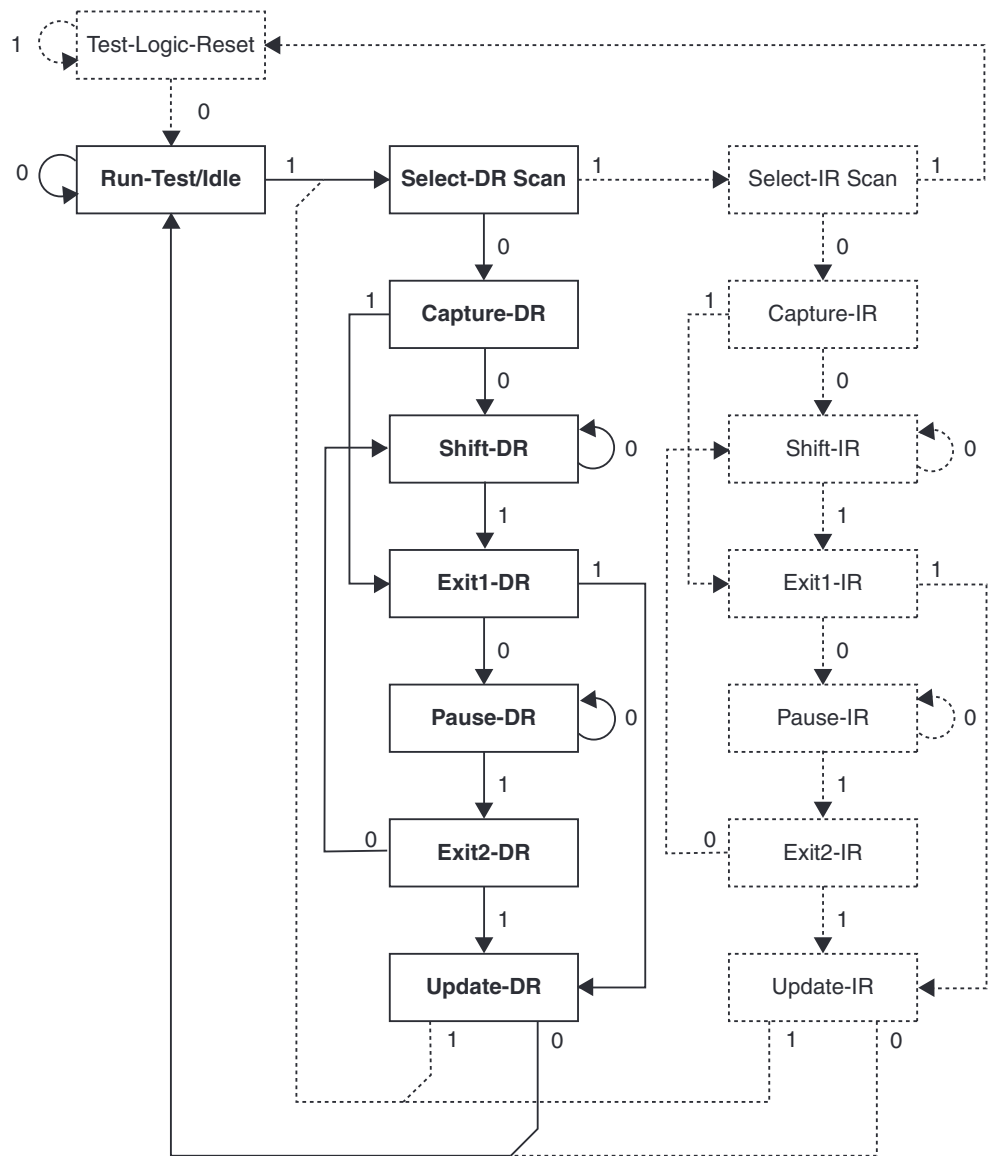 1 Test-Logic-Reset
0
0 Run-Test/Idle 1 Select-DR Scan 1 Select-IR Scan 1
0 0
1 Capture-DR 1 Capture-IR
0 0
Shift-DR 0 Shift-IR 0
1 1
Exit1-DR 1 Exit1-IR 1
0 0
Pause-DR 0 Pause-IR 0
1 1
0 Exit2-DR 0 Exit2-IR
1 1
Update-DR Update-IR
1 0 1 0